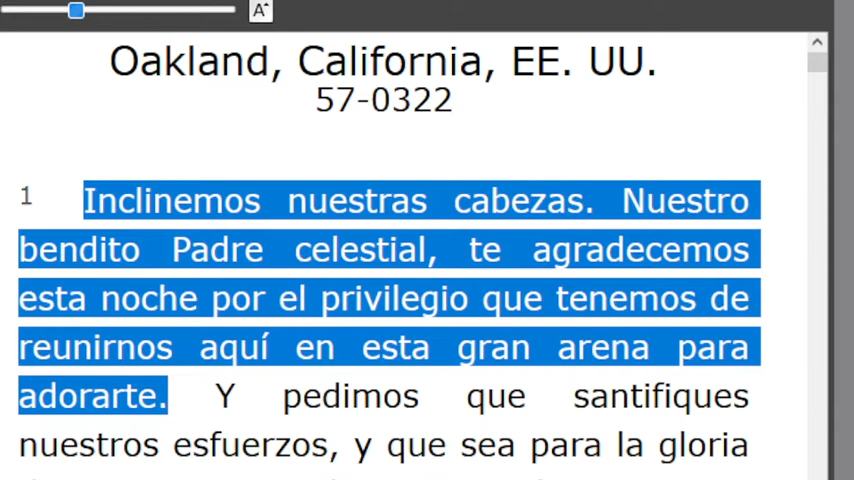 A
Oakland, California, EE. UU.
57-0322
1 Inclinemos nuestras cabezas. Nuestro
bendito Padre celestial, te agradecemos
esta noche por el privilegio que tenemos de
reunirnos aquí en esta gran arena para
adorarte. Y pedimos que santifiques
nuestros esfuerzos, y que sea para la gloria